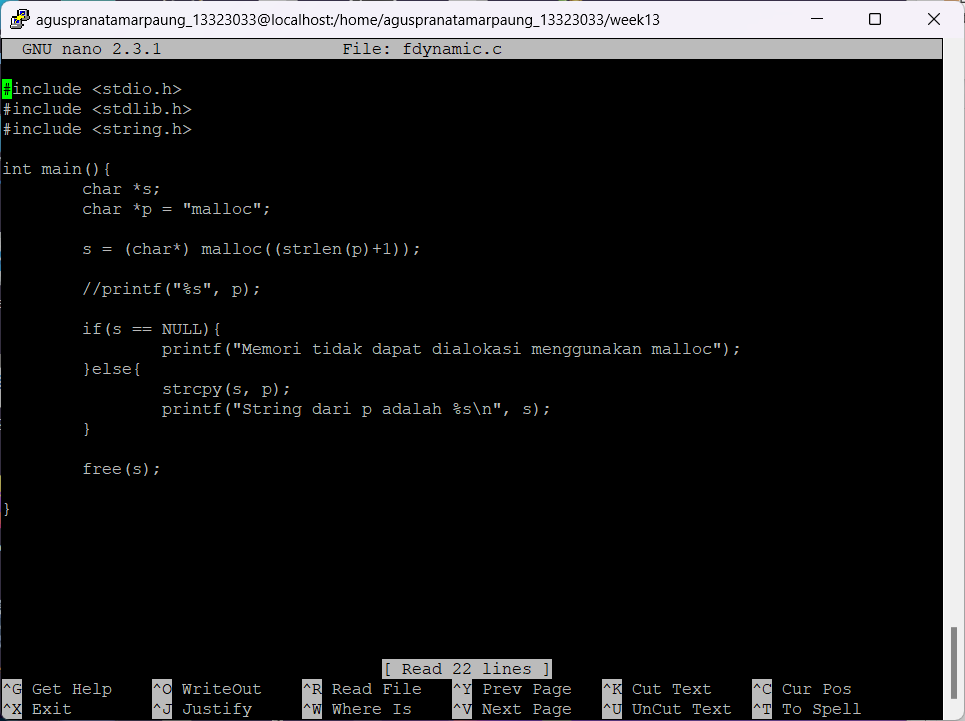 aguspranatamarpaung_13323033@localhost:/home/aguspranatamarpaung_13323033/week13
GNU nano 2.3.1 File: fdynamic.c
#include <stdio.h>
#include <stdlib.h>
#include <string.h>
int main(){
char *s;
char *p = "malloc";
s = (char*) malloc((strlen(p)+1));
//printf("%s", p);
if(s == NULL){
printf("Memori tidak dapat dialokasi menggunakan malloc");
}else{
strcpy(s, p);
printf("String dari p adalah %s\n", s);
}
free(s);
}
[ Read 22 lines ]
^G Get Help ^O WriteOut ^R Read File ^Y Prev Page ^K Cut Text ^C Cur Pos
^X Exit ^J Justify ^W Where Is ^V Next Page ^U UnCut Text ^T To Spell